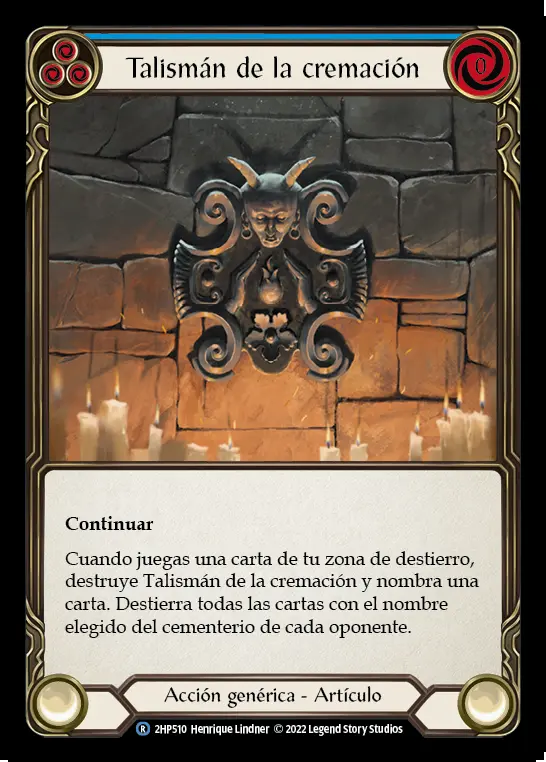 Talismán de la cremación
0
Continuar
Cuando juegas una carta de tu zona de destierro,
destruye Talismán de la cremación y nombra una
carta. Destierra todas las cartas con el nombre
elegido del cementerio de cada oponente.
Acción genérica - Artículo
R 2HP510 Henrique Lindner © 2022 Legend Story Studios